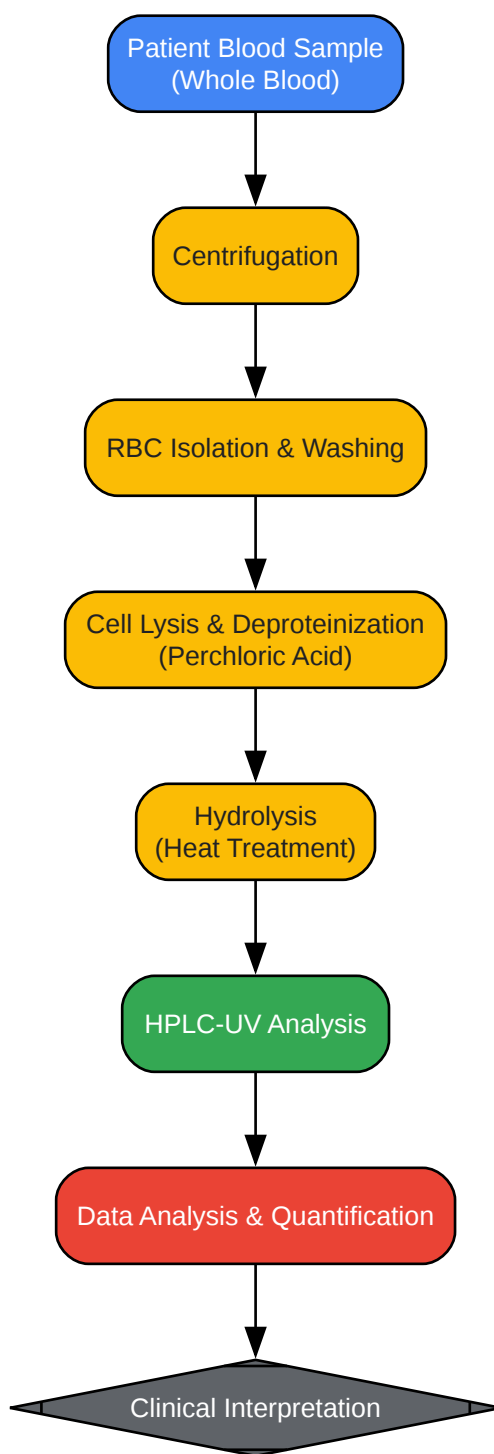 Patient Blood Sample
(Whole Blood)
Centrifugation
RBC Isolation & Washing
Cell Lysis & Deproteinization
(Perchloric Acid)
Hydrolysis
(Heat Treatment)
HPLC-UV Analysis
Data Analysis & Quantification
Clinical Interpretation